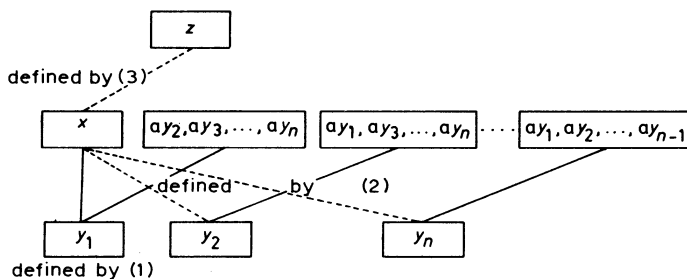 z
defined by (3)
x ay₂, ay₃, ..., ayₙ ay₁, ay₃, ..., ayₙ ..... ay₁, ay₂, ..., ayₙ₋₁
defined by (2)
y₁ y₂ yₙ
defined by (1)